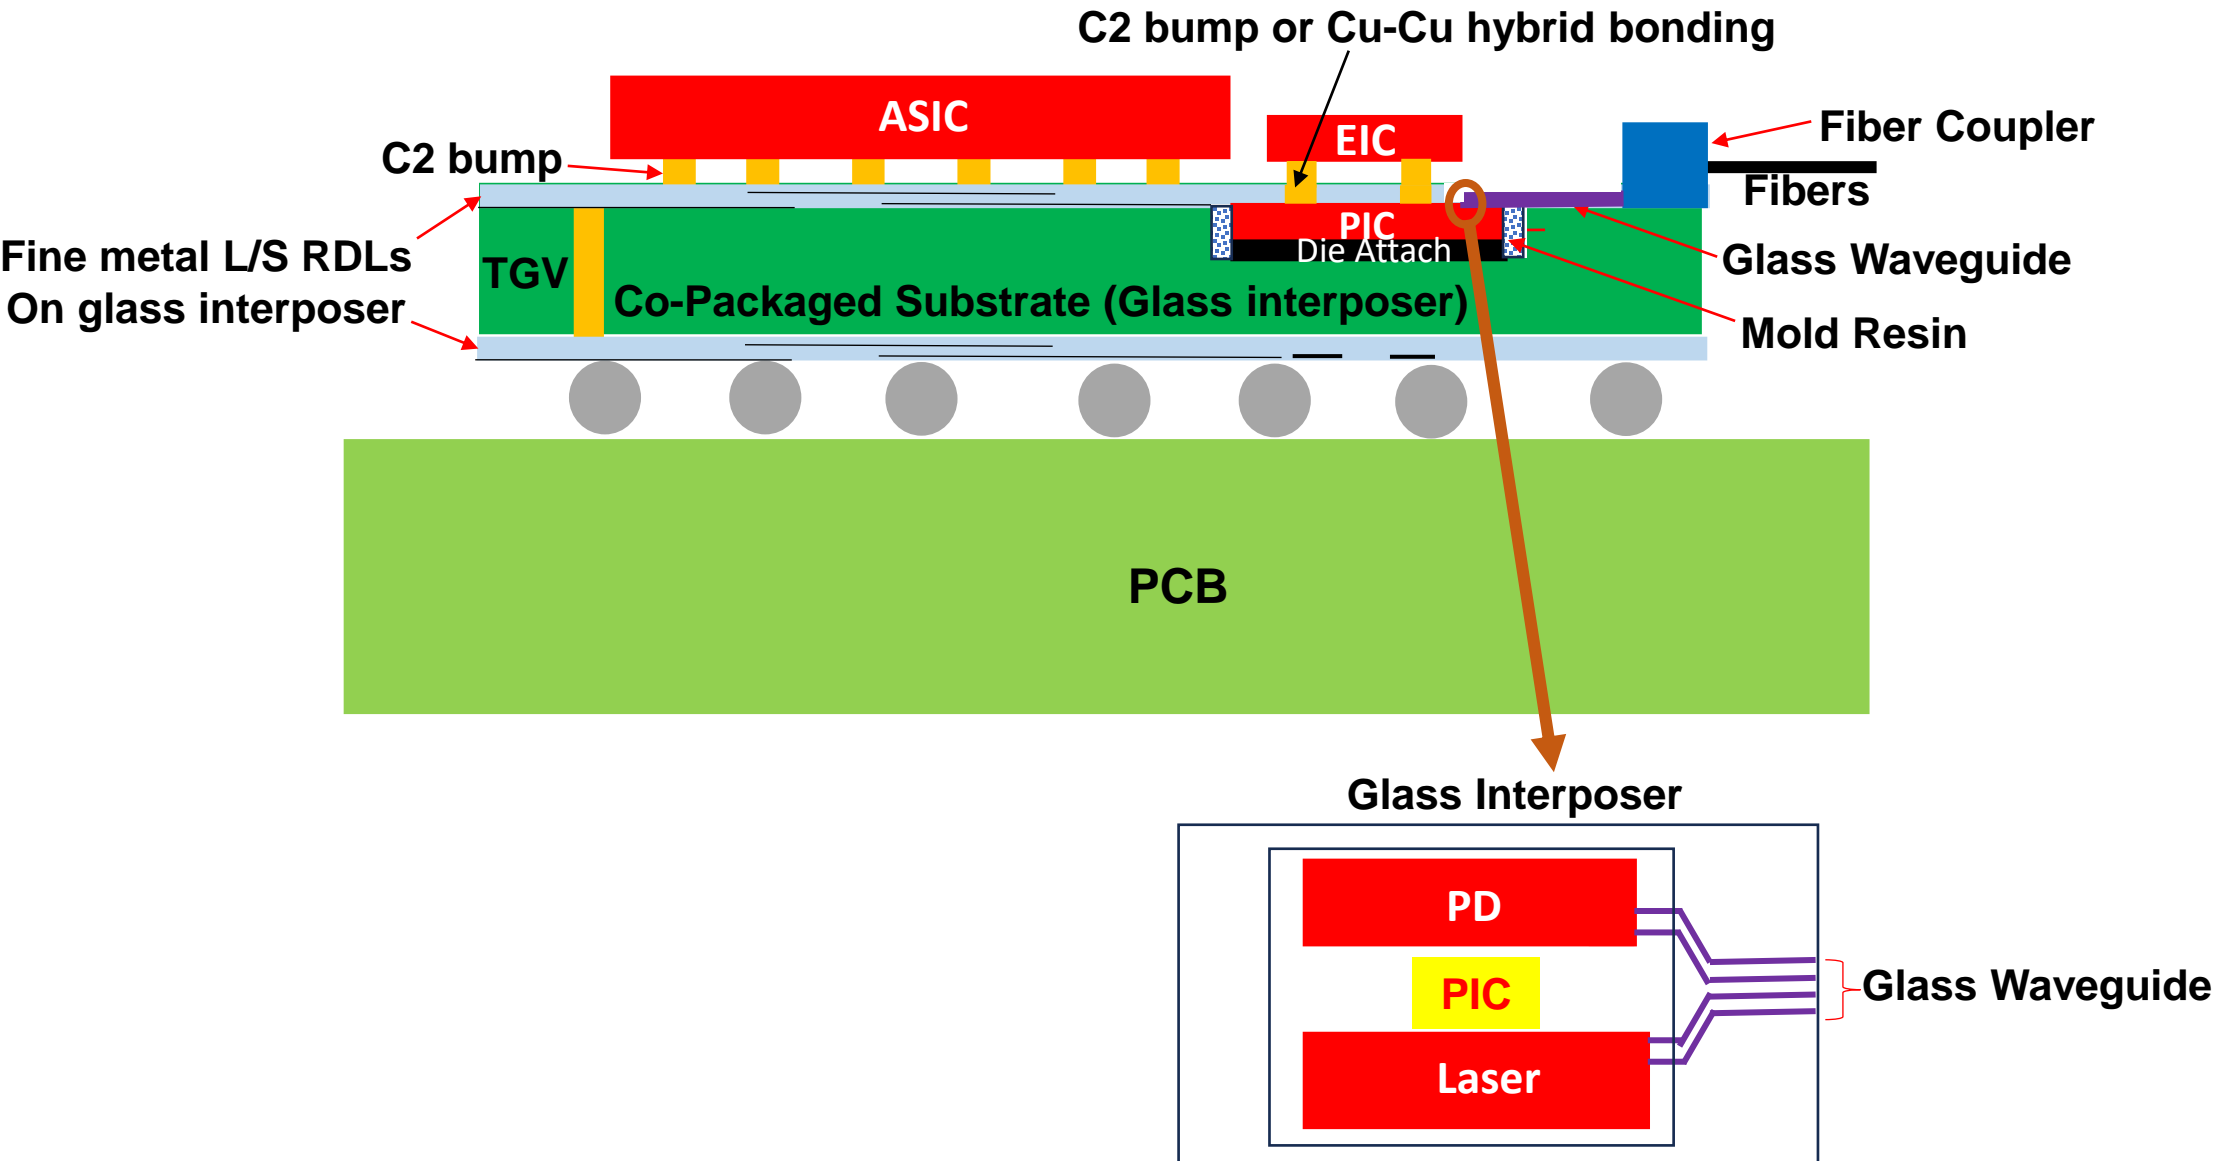 C2 bump or Cu-Cu hybrid bonding
ASIC
EIC
Fiber Coupler
C2 bump
Fibers
PIC
Die Attach
Fine metal L/S RDLs
On glass interposer
TGV
Glass Waveguide
Co-Packaged Substrate (Glass interposer)
Mold Resin
PCB
Glass Interposer
PD
PIC
Glass Waveguide
Laser